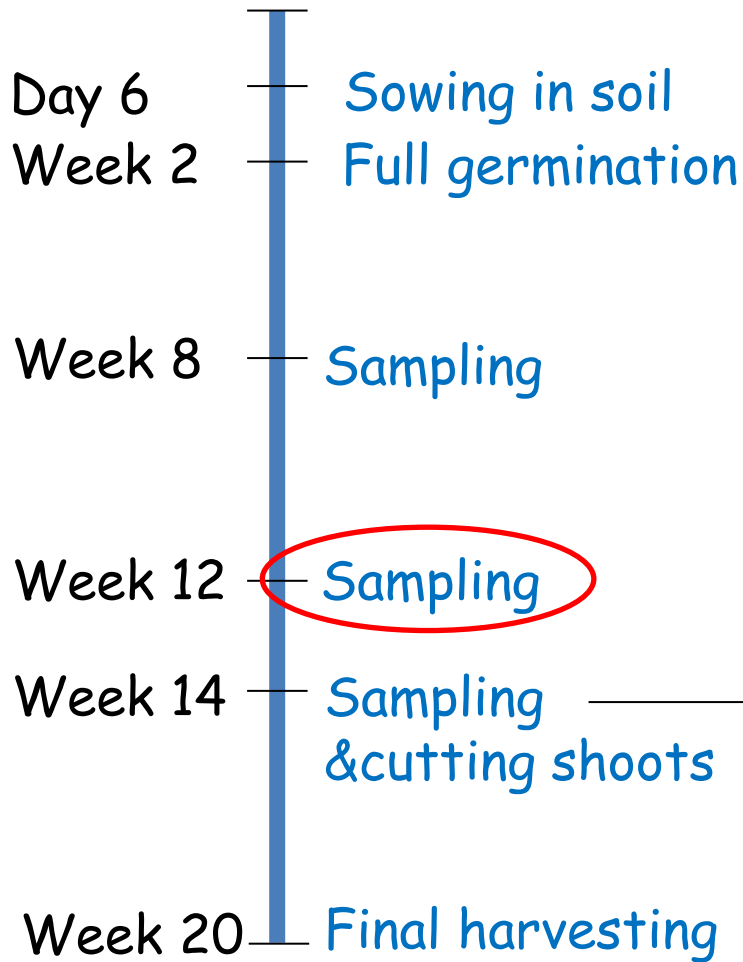 Day 6 Sowing in soil
Week 2 Full germination
Week 8 Sampling
Week 12 Sampling
Week 14 Sampling
&cutting shoots
Week 20 Final harvesting